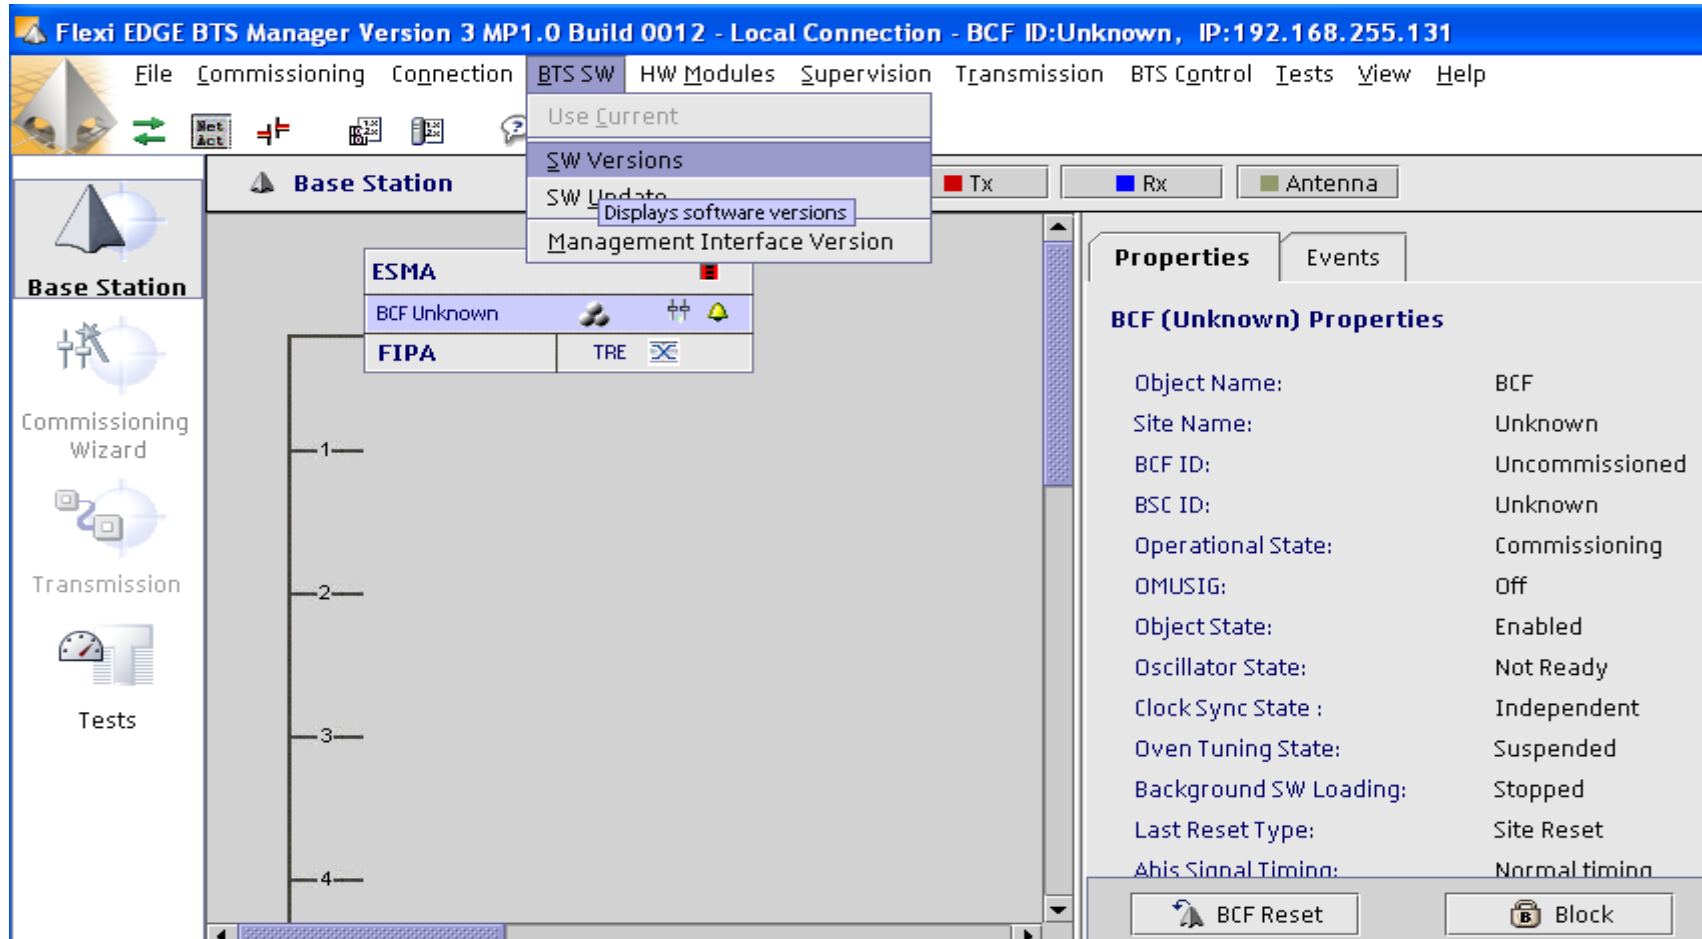 Flexi EDGE BTS Manager Version 3 MP1.0 Build 0012 - Local Connection - BCF ID:Unknown, IP:192.168.255.131
File Commissioning Connection BTS SW HW Modules Supervision Transmission BTS Control Tests View Help
Net
Act
Use Current
SW Versions
SW Update
Displays software versions
Management Interface Version
Base Station
Tx
Rx
Antenna
Base Station
Commissioning
Wizard
Transmission
Tests
ESMA
BCF Unknown
FIPA TRE
1
2
3
4
Properties Events
BCF (Unknown) Properties
Object Name: BCF
Site Name: Unknown
BCF ID: Uncommissioned
BSC ID: Unknown
Operational State: Commissioning
OMUSIG: Off
Object State: Enabled
Oscillator State: Not Ready
Clock Sync State : Independent
Oven Tuning State: Suspended
Background SW Loading: Stopped
Last Reset Type: Site Reset
Abis Signal Timing: Normal timing
BCF Reset
B Block